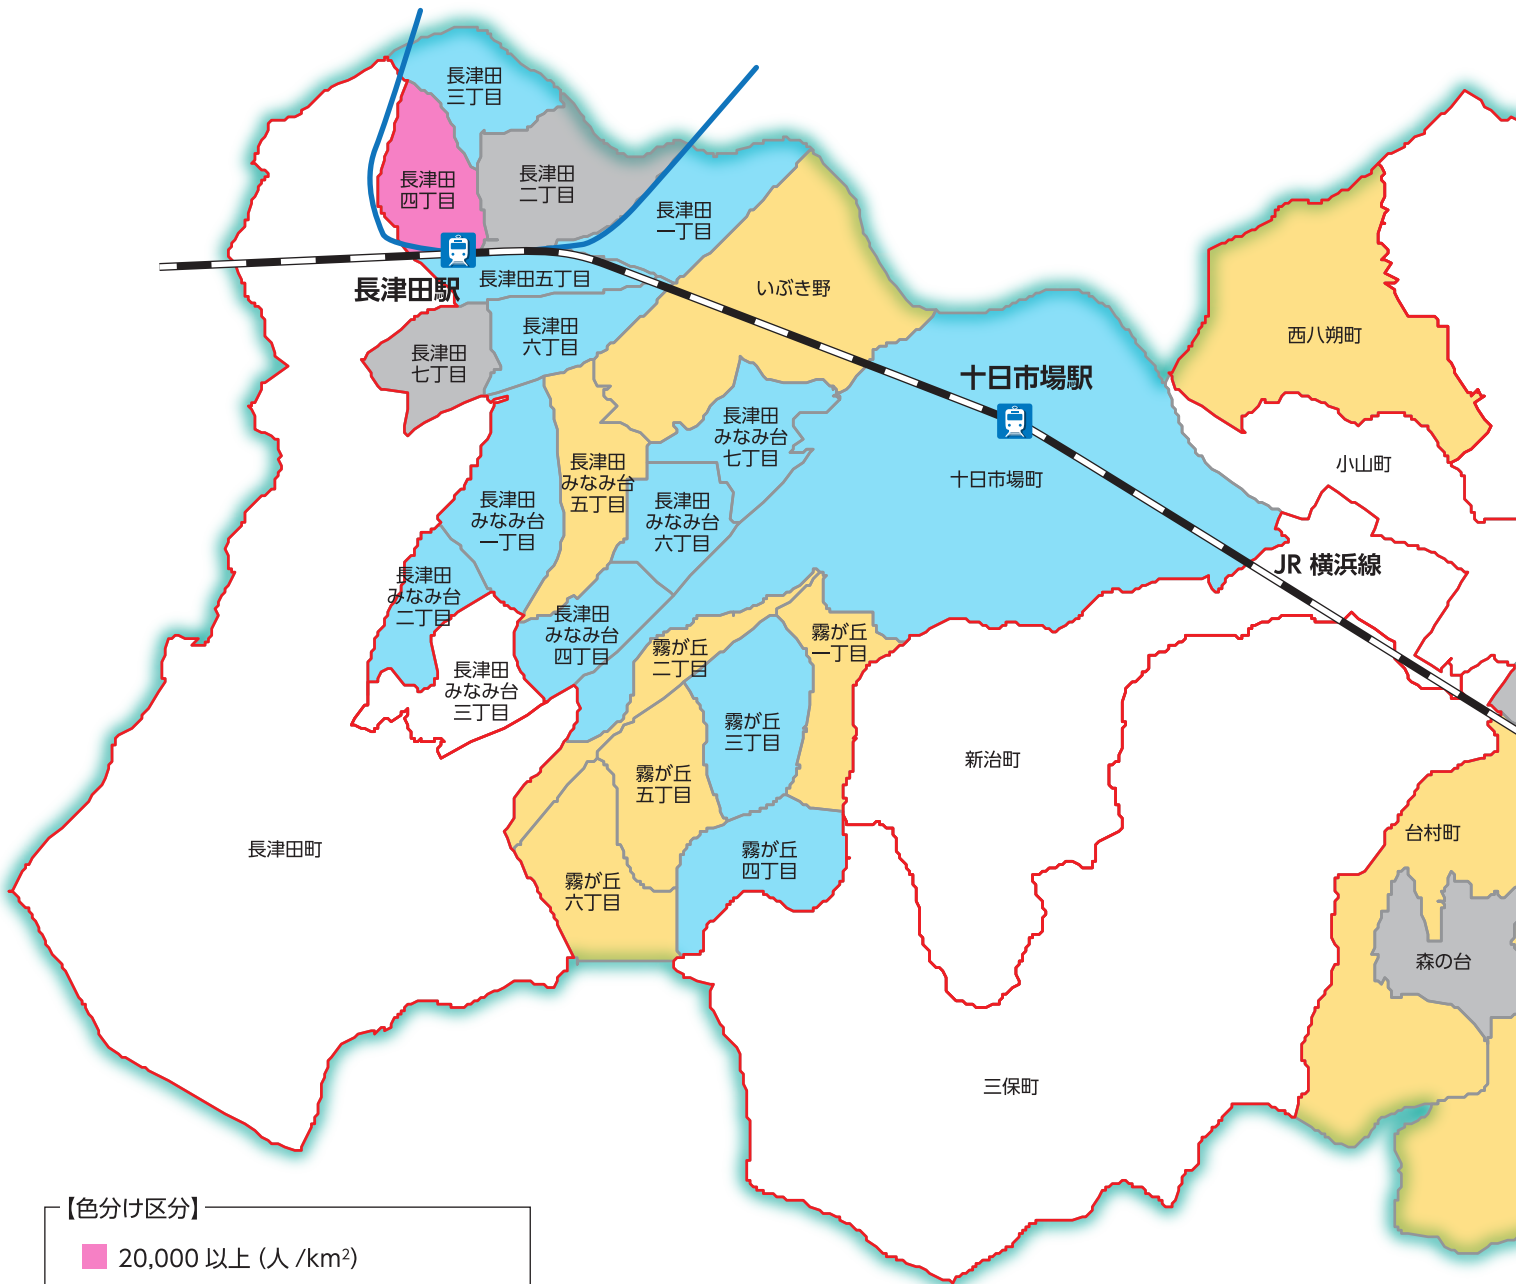 長津田
三丁目
長津田
四丁目
長津田
二丁目
長津田
一丁目
長津田駅
長津田五丁目
いぶき野
長津田
六丁目
長津田
七丁目
西八朔町
十日市場駅
長津田
みなみ台
七丁目
小山町
十日市場町
長津田
みなみ台
五丁目
長津田
みなみ台
一丁目
長津田
みなみ台
六丁目
JR 横浜線
長津田
みなみ台
二丁目
長津田
みなみ台
四丁目
霧が丘
一丁目
霧が丘
二丁目
長津田
みなみ台
三丁目
霧が丘
三丁目
新治町
霧が丘
五丁目
台村町
長津田町
霧が丘
四丁目
霧が丘
六丁目
森の台
三保町
【色分け区分】
20,000 以上 (人 /km²)